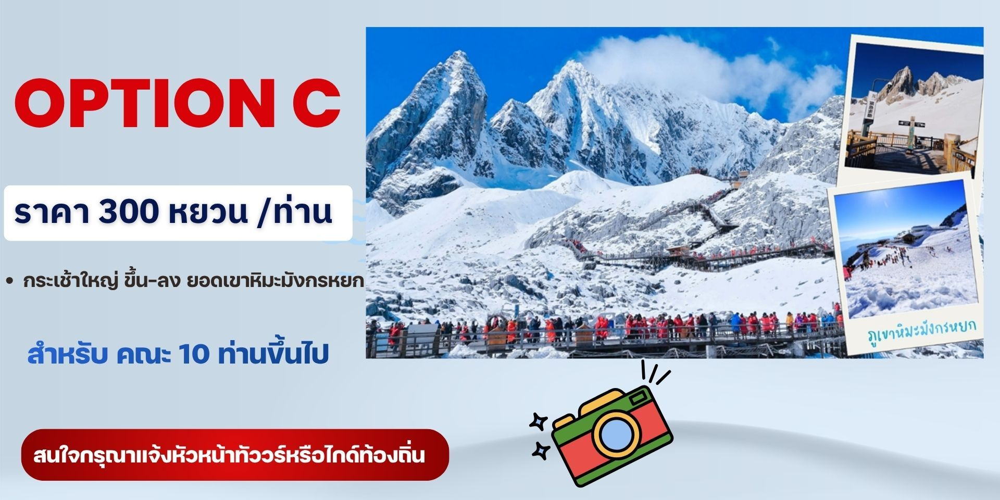 OPTION C
ราคา 300 หยวน /ท่าน
• กระเช้าใหญ่ ขึ้น-ลง ยอดเขาหิมะมังกรหยก
สำหรับ คณะ 10 ท่านขึ้นไป
สนใจกรุณาแจ้งหัวหน้าทัววร์หรือไกด์ท้องถิ่น
紧急求助
ภูเขาหิมะมังกรหยก